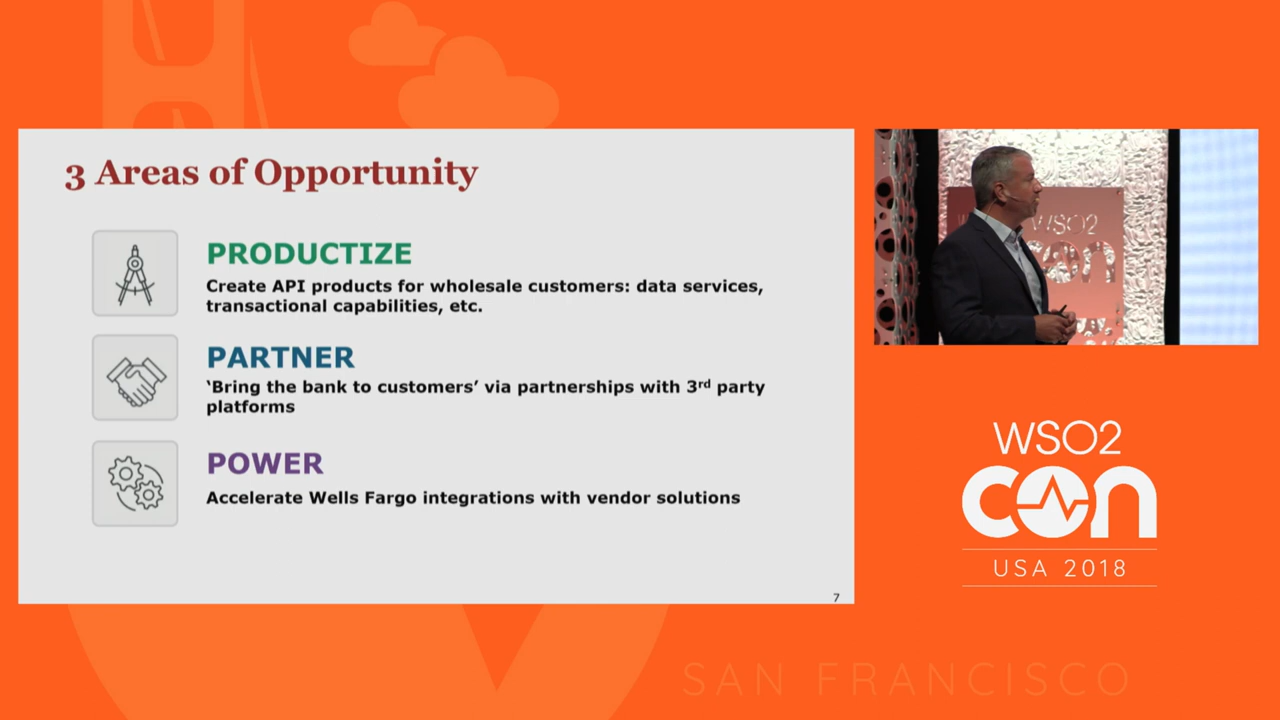 3 Areas of Opportunity
PRODUCTIZE
Create API products for wholesale customers: data services,
transactional capabilities, etc.
PARTNER
‘Bring the bank to customers’ via partnerships with 3rd party
platforms
POWER
Accelerate Wells Fargo integrations with vendor solutions
7
WSO2
con
WSO2
con
USA 2018
SAN FRANCISCO